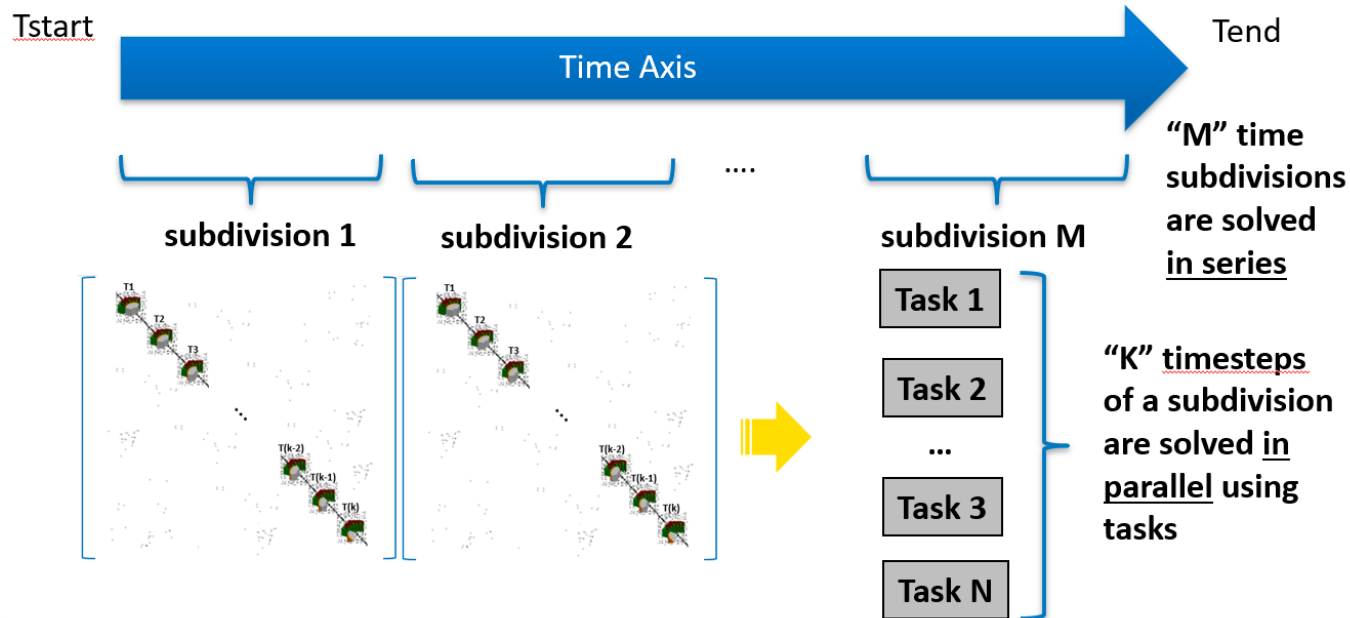 Tstart
Tend
Time Axis
“M” time
subdivisions
are solved
in series
....
subdivision 1
subdivision 2
subdivision M
T1
T2
T3
...
T(k-2)
T(k-1)
T(k)
T1
T2
T3
...
T(k-2)
T(k-1)
T(k)
Task 1
Task 2
...
Task 3
Task N
“K” timesteps
of a subdivision
are solved in
parallel using
tasks